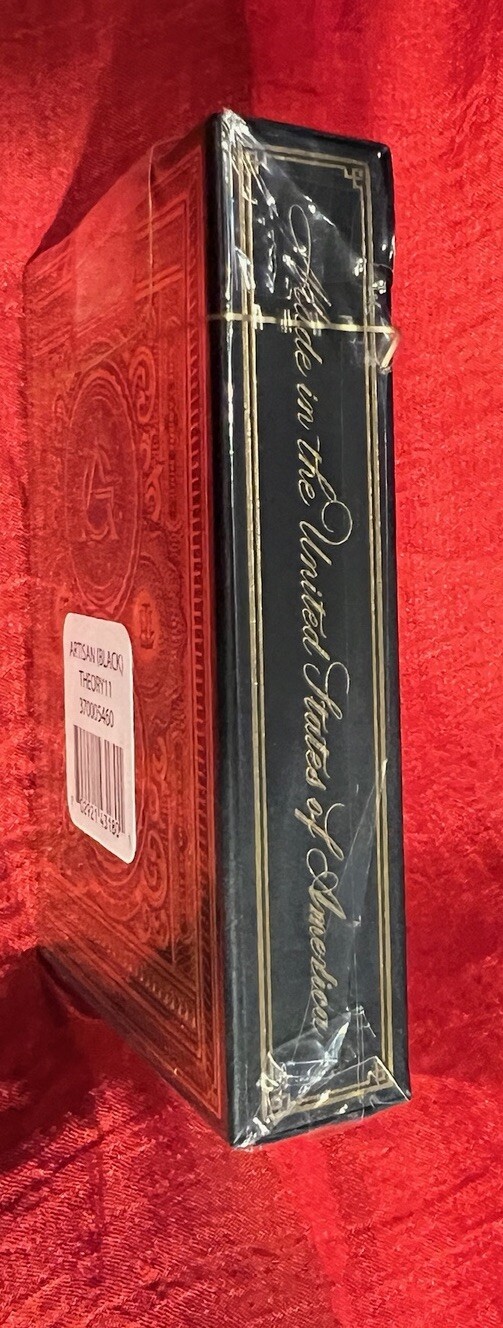 Made in the United States of America
ARTISAN (BLACK)
THEORY11
370005460